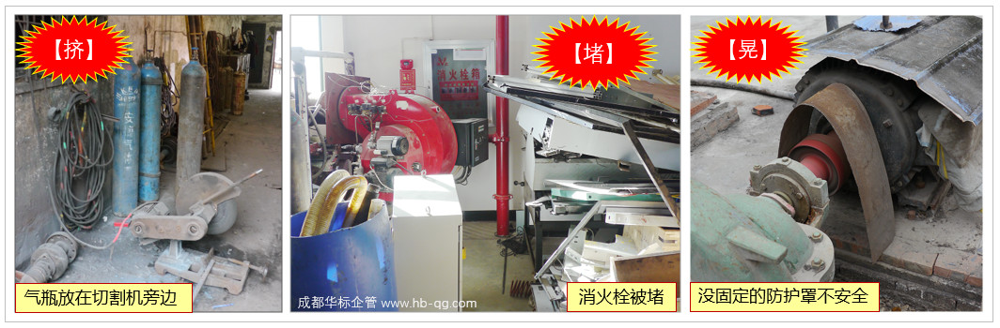 【挤】
气瓶放在切割机旁边
【堵】
消火栓箱
成都华标企管 www.hb-qg.com
消火栓被堵
【晃】
没固定的防护罩不安全